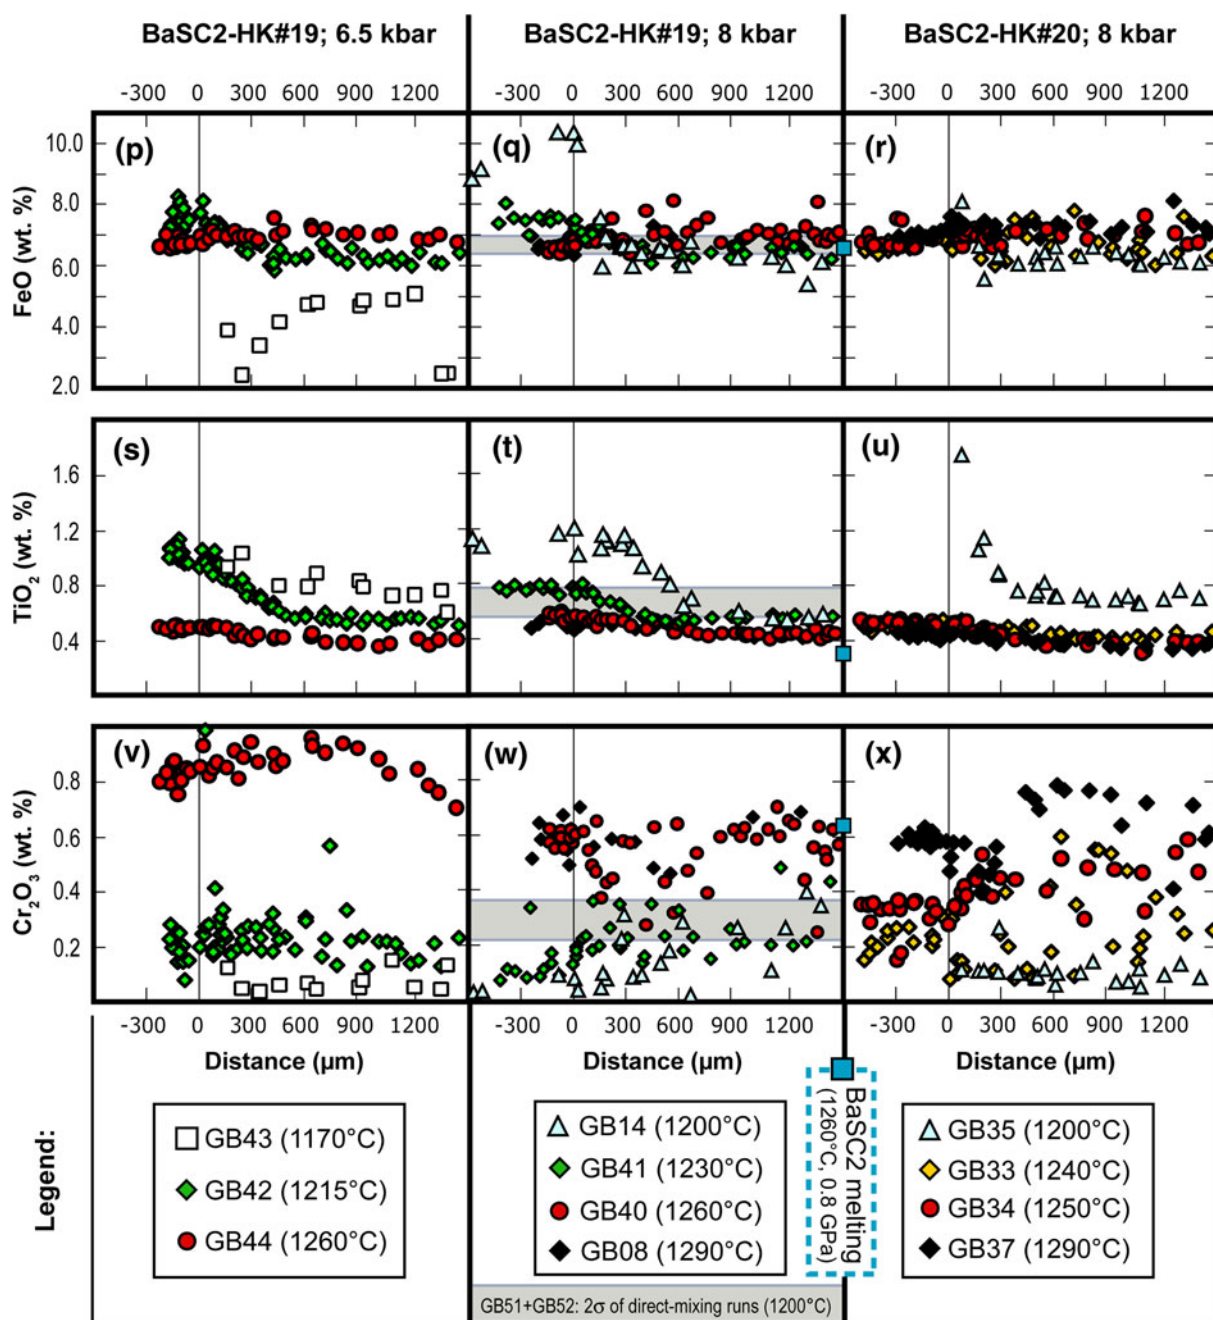 BaSC2-HK#19; 6.5 kbar
BaSC2-HK#19; 8 kbar
BaSC2-HK#20; 8 kbar
-300 0 300 600 900 1200
-300 0 300 600 900 1200
-300 0 300 600 900 1200
FeO (wt. %)
10.0
8.0
6.0
4.0
2.0
(p)
(q)
(r)
TiO2 (wt. %)
1.6
1.2
0.8
0.4
(s)
(t)
(u)
Cr2O3 (wt. %)
0.8
0.6
0.4
0.2
(v)
(w)
(x)
-300 0 300 600 900 1200
-300 0 300 600 900 1200
-300 0 300 600 900 1200
Distance (µm)
Distance (µm)
Distance (µm)
Legend:
GB43 (1170°C)
GB42 (1215°C)
GB44 (1260°C)
GB14 (1200°C)
GB41 (1230°C)
GB40 (1260°C)
GB08 (1290°C)
GB51+GB52: 2σ of direct-mixing runs (1200°C)
BaSC2 melting
(1260°C, 0.8 GPa)
GB35 (1200°C)
GB33 (1240°C)
GB34 (1250°C)
GB37 (1290°C)